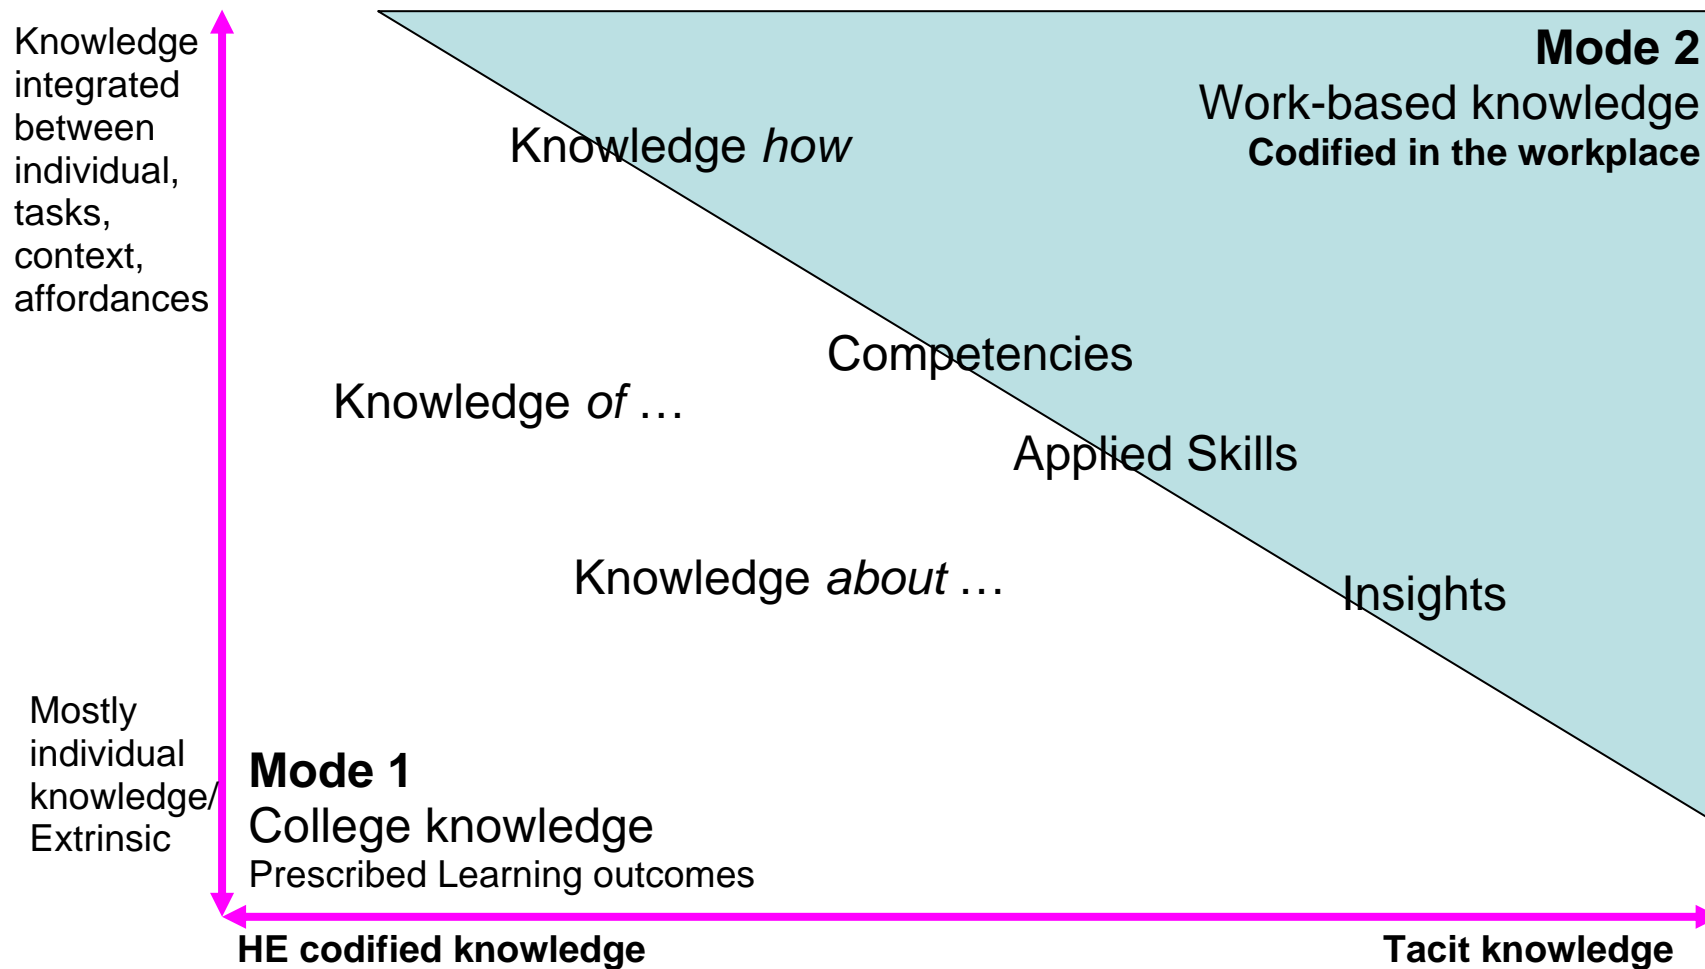 Knowledge
integrated
between
individual,
tasks,
context,
affordances
Mode 2
Work-based knowledge
Codified in the workplace
Knowledge how
Competencies
Knowledge of …
Applied Skills
Knowledge about …
Insights
Mostly
individual
knowledge/
Extrinsic
Mode 1
College knowledge
Prescribed Learning outcomes
HE codified knowledge
Tacit knowledge